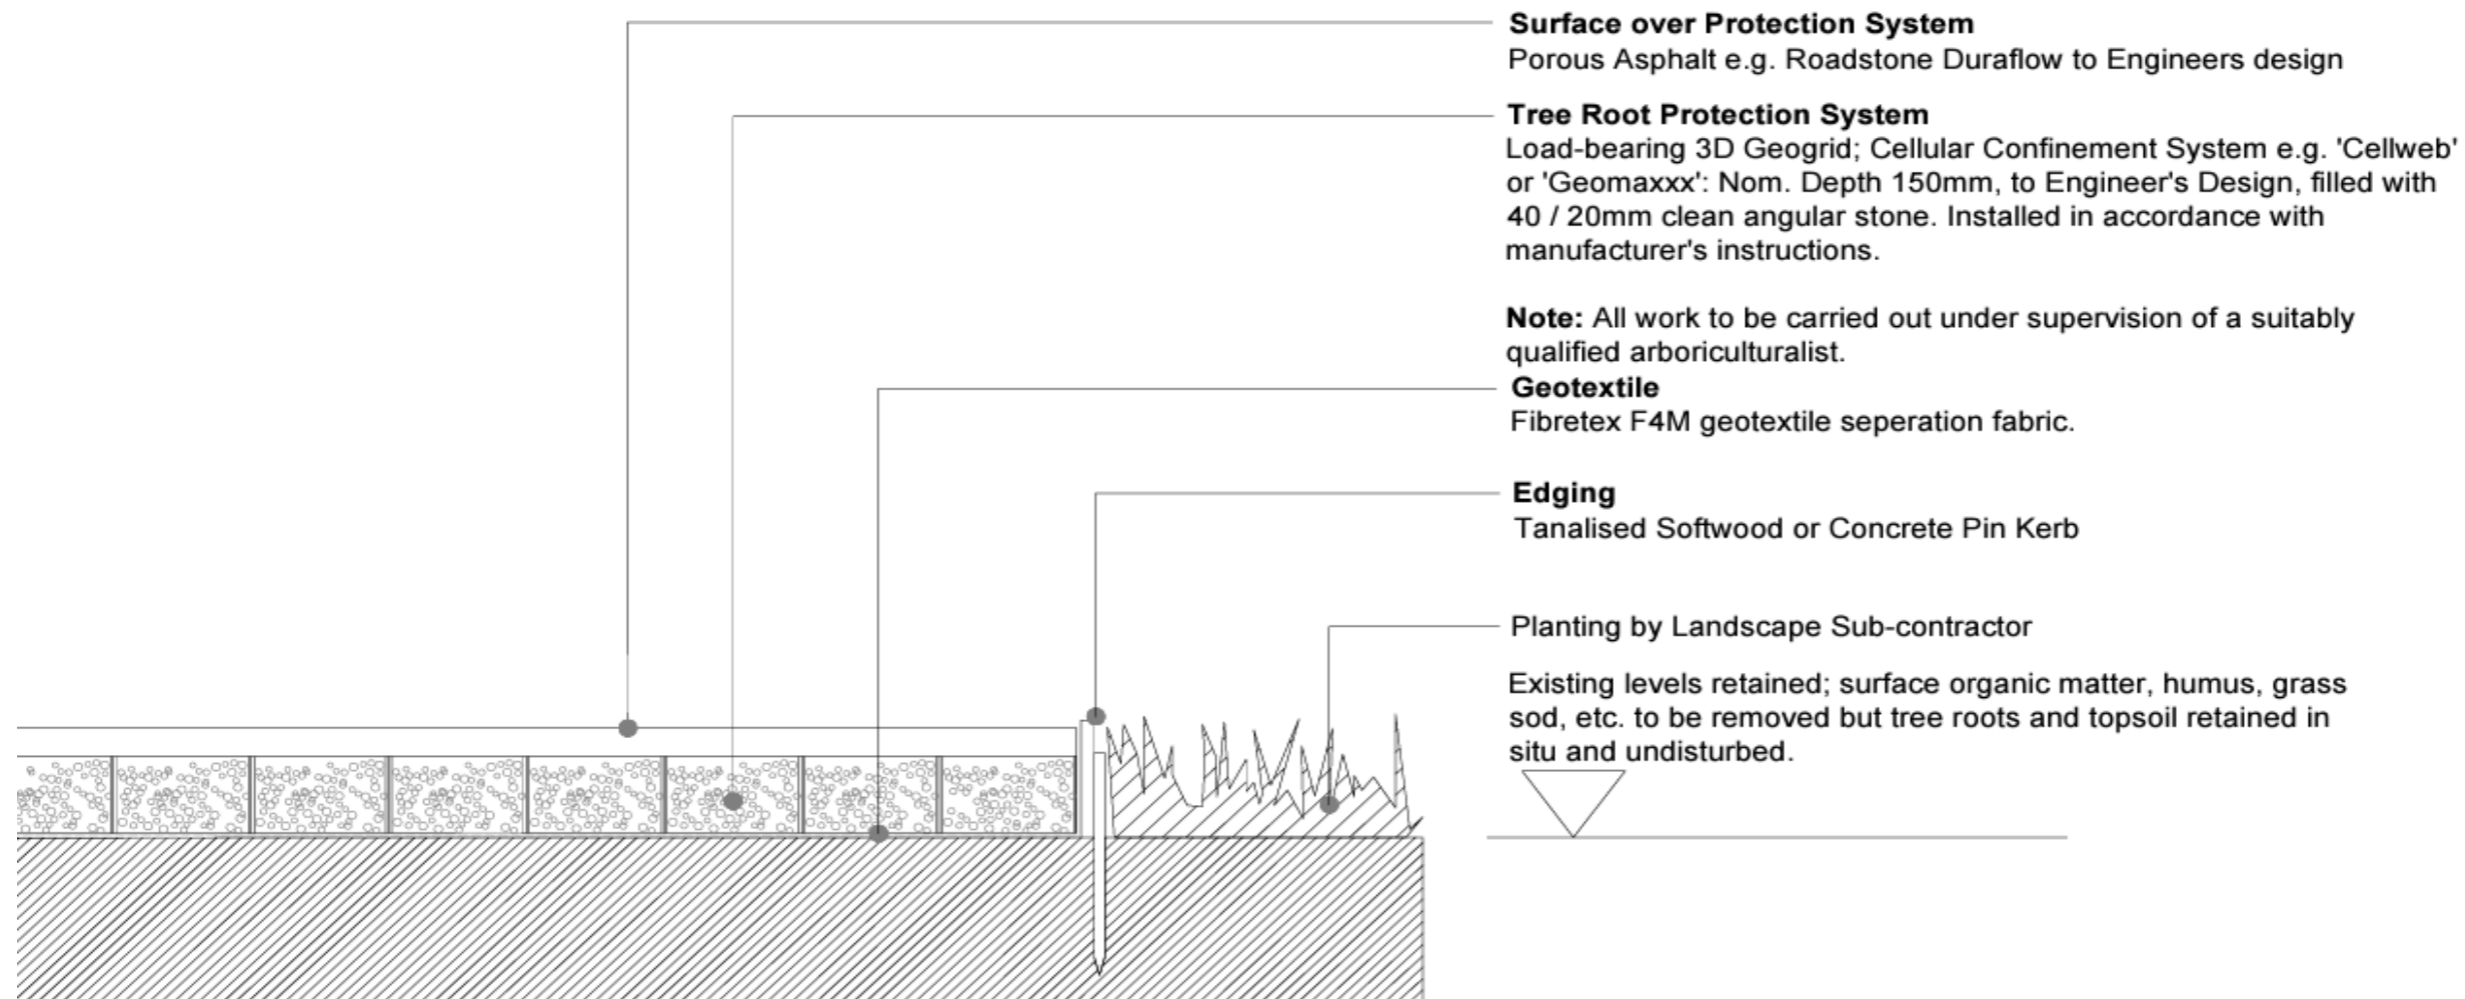 Surface over Protection System
Porous Asphalt e.g. Roadstone Duraflow to Engineers design
Tree Root Protection System
Load-bearing 3D Geogrid; Cellular Confinement System e.g. 'Cellweb'
or 'Geomaxxx': Nom. Depth 150mm, to Engineer's Design, filled with
40 / 20mm clean angular stone. Installed in accordance with
manufacturer's instructions.
Note: All work to be carried out under supervision of a suitably
qualified arboriculturalist.
Geotextile
Fibretex F4M geotextile seperation fabric.
Edging
Tanalised Softwood or Concrete Pin Kerb
Planting by Landscape Sub-contractor
Existing levels retained; surface organic matter, humus, grass
sod, etc. to be removed but tree roots and topsoil retained in
situ and undisturbed.